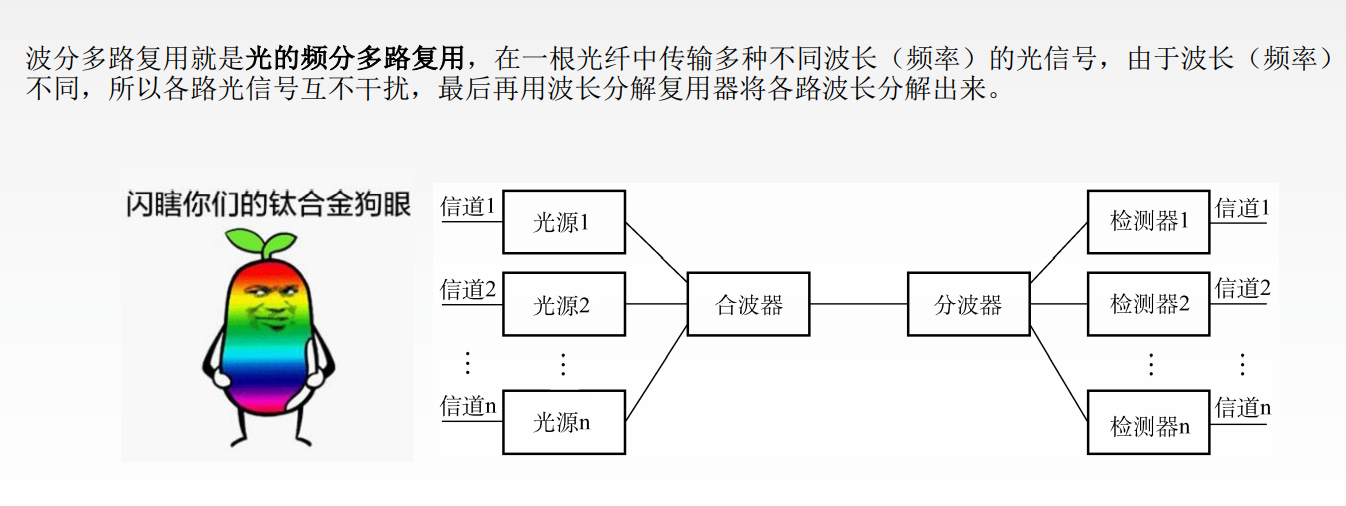 波分多路复用就是光的频分多路复用，在一根光纤中传输多种不同波长（频率）的光信号，由于波长（频率）
不同，所以各路光信号互不干扰，最后再用波长分解复用器将各路波长分解出来。
闪瞎你们的钛合金狗眼
信道1
光源1
检测器1
信道1
信道2
光源2
合波器
分波器
检测器2
信道2
⋮
⋮
⋮
⋮
信道n
光源n
检测器n
信道n